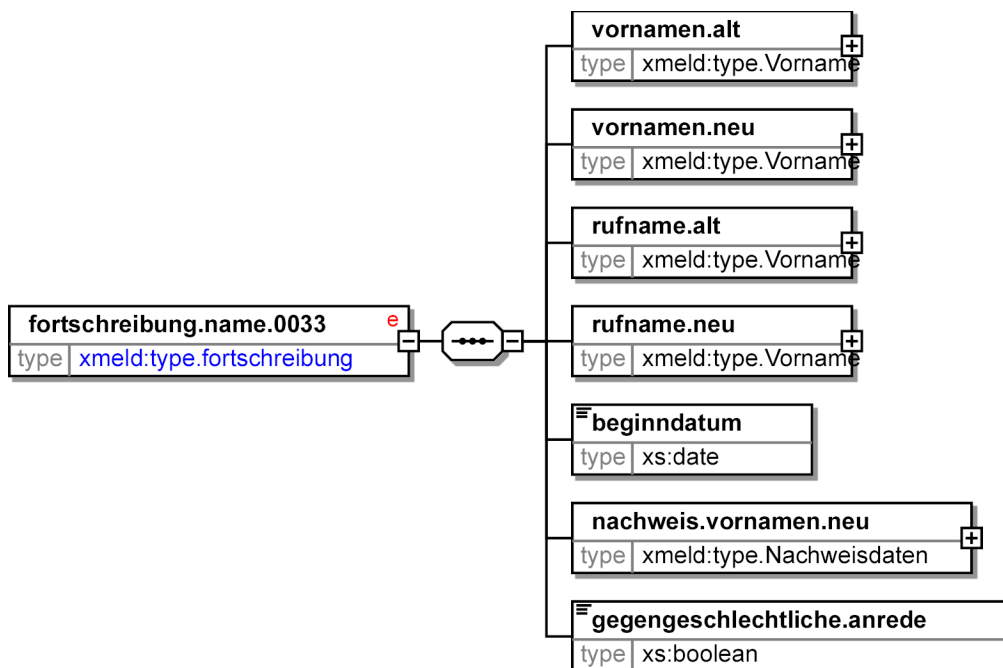 vornamen.alt
type xmeld:type.Vorname
vornamen.neu
type xmeld:type.Vorname
rufname.alt
type xmeld:type.Vorname
fortschreibung.name.0033 e
type xmeld:type.fortschreibung
rufname.neu
type xmeld:type.Vorname
beginndatum
type xs:date
nachweis.vornamen.neu
type xmeld:type.Nachweisdaten
gegengeschlechtliche.anrede
type xs:boolean